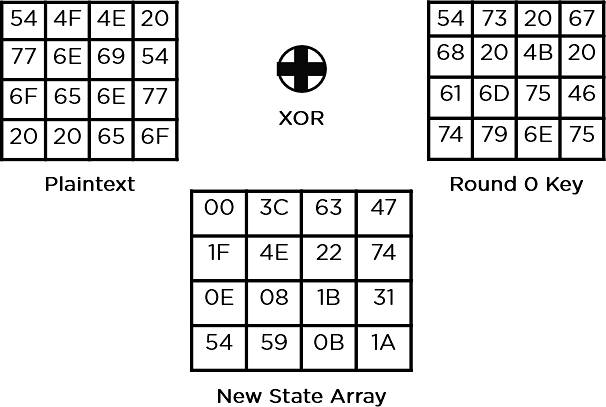 54 4F 4E 20
77 6E 69 54
6F 65 6E 77
20 20 65 6F
Plaintext
XOR
54 73 20 67
68 20 4B 20
61 6D 75 46
74 79 6E 75
Round 0 Key
00 3C 63 47
1F 4E 22 74
0E 08 1B 31
54 59 0B 1A
New State Array